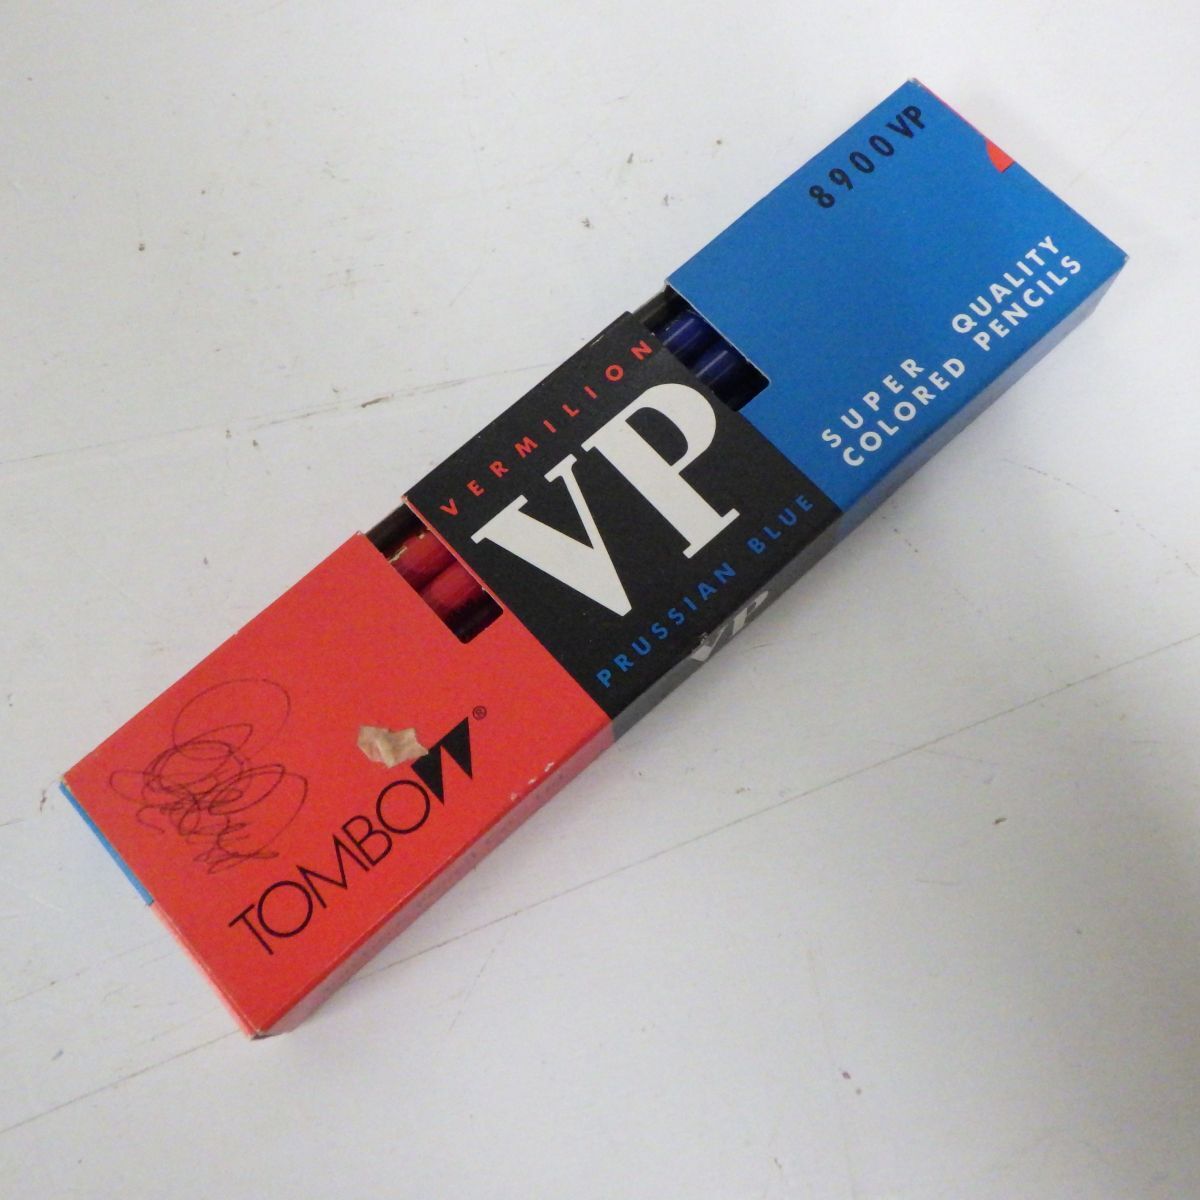 8900VP
SUPER QUALITY
COLORED PENCILS
VERMILION
VP
PRUSSIAN BLUE
VP
TOMBOW®